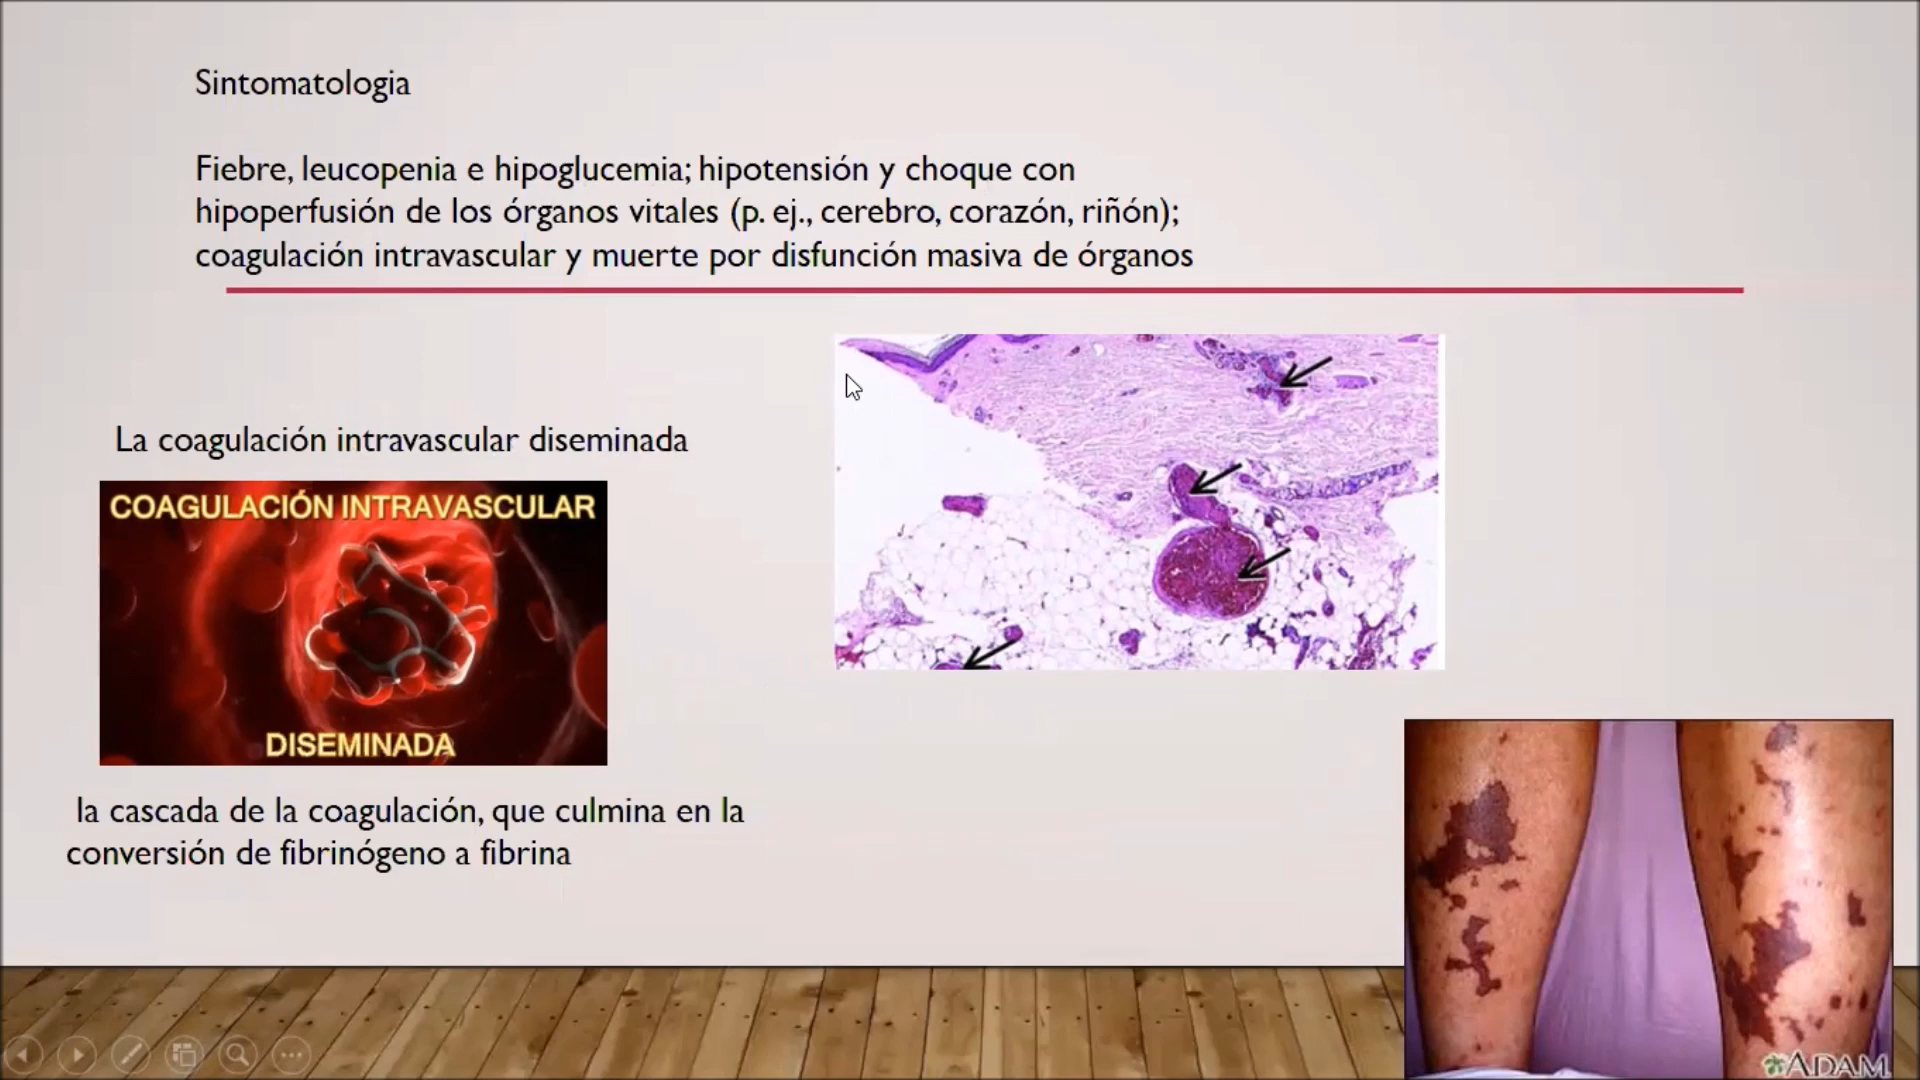 Sintomatologia
Fiebre, leucopenia e hipoglucemia; hipotensión y choque con
hipoperfusión de los órganos vitales (p. ej., cerebro, corazón, riñón);
coagulación intravascular y muerte por disfunción masiva de órganos
La coagulación intravascular diseminada
COAGULACIÓN INTRAVASCULAR
DISEMINADA
la cascada de la coagulación, que culmina en la
conversión de fibrinógeno a fibrina
ADAM.